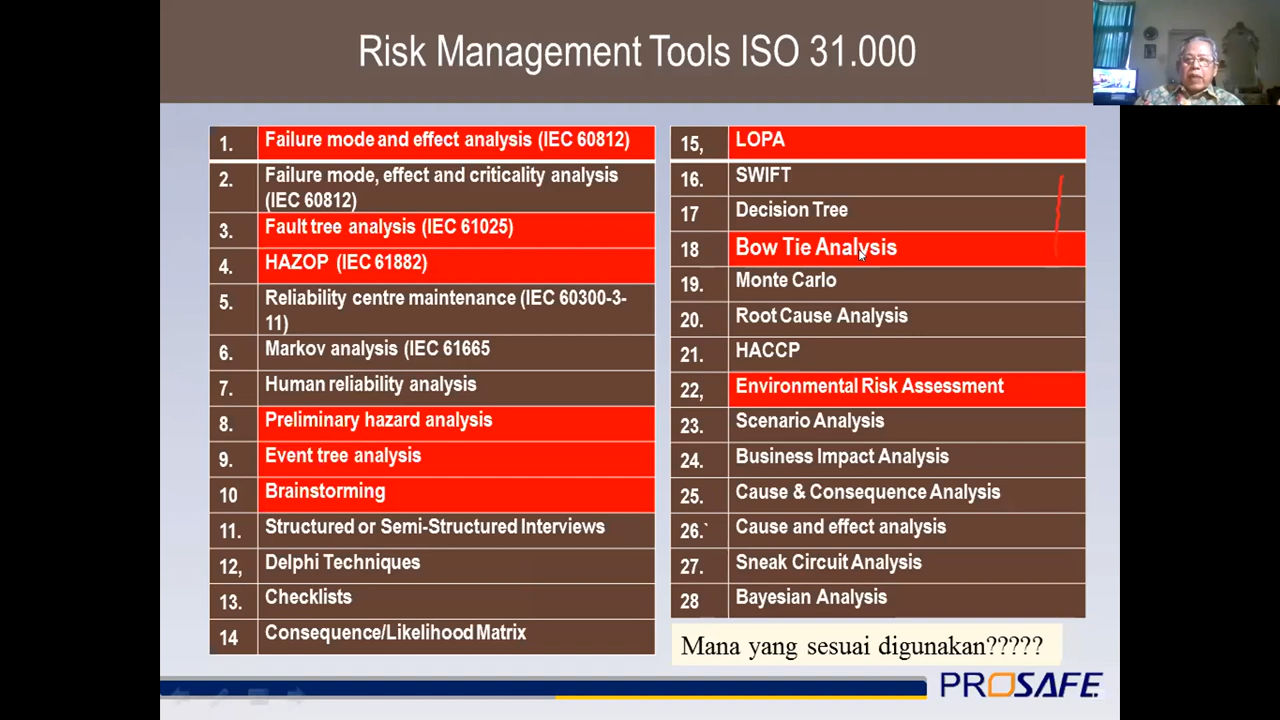 Risk Management Tools ISO 31.000
1. Failure mode and effect analysis (IEC 60812)
2. Failure mode, effect and criticality analysis
(IEC 60812)
3. Fault tree analysis (IEC 61025)
4. HAZOP (IEC 61882)
5. Reliability centre maintenance (IEC 60300-3-
11)
6. Markov analysis (IEC 61665
7. Human reliability analysis
8. Preliminary hazard analysis
9. Event tree analysis
10 Brainstorming
11. Structured or Semi-Structured Interviews
12, Delphi Techniques
13. Checklists
14 Consequence/Likelihood Matrix
15, LOPA
16. SWIFT
17 Decision Tree
18 Bow Tie Analysis
19. Monte Carlo
20. Root Cause Analysis
21. HACCP
22, Environmental Risk Assessment
23. Scenario Analysis
24. Business Impact Analysis
25. Cause & Consequence Analysis
26.` Cause and effect analysis
27. Sneak Circuit Analysis
28 Bayesian Analysis
Mana yang sesuai digunakan?????
PROSAFE